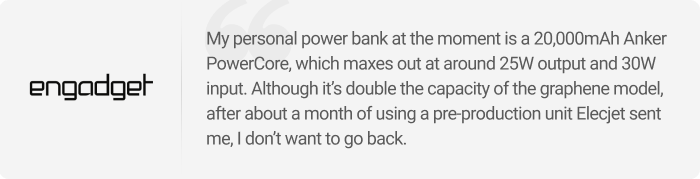 engadget
My personal power bank at the moment is a 20,000mAh Anker
PowerCore, which maxes out at around 25W output and 30W
input. Although it’s double the capacity of the graphene model,
after about a month of using a pre-production unit Elecjet sent
me, I don’t want to go back.